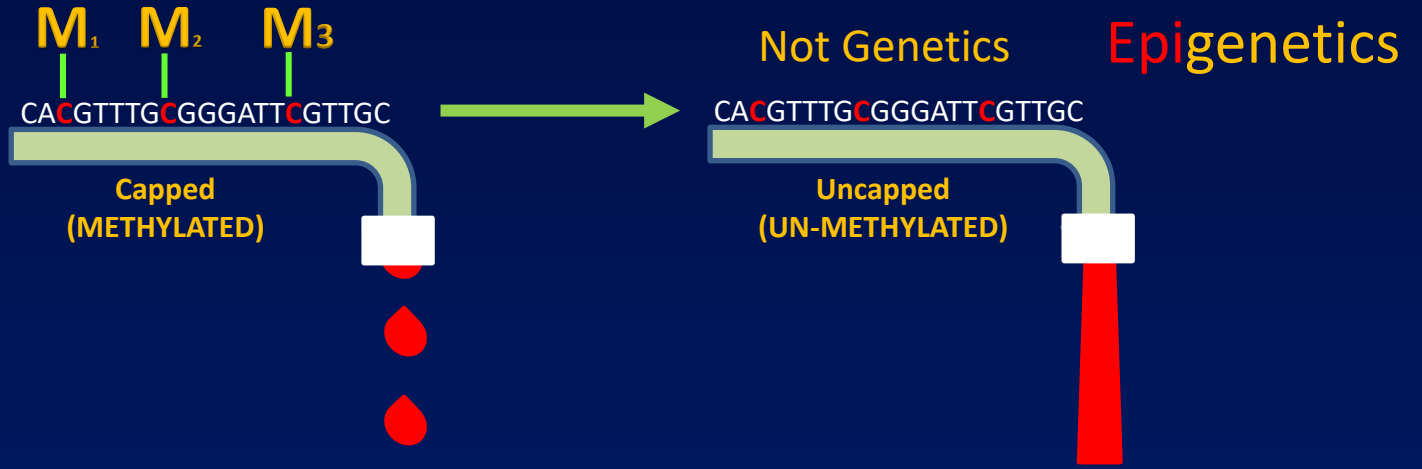 M₁ M₂ M₃
CACGTTTGCGGGATTCGTTGC
Capped
(METHYLATED)
Not Genetics
Epigenetics
CACGTTTGCGGGATTCGTTGC
Uncapped
(UN-METHYLATED)